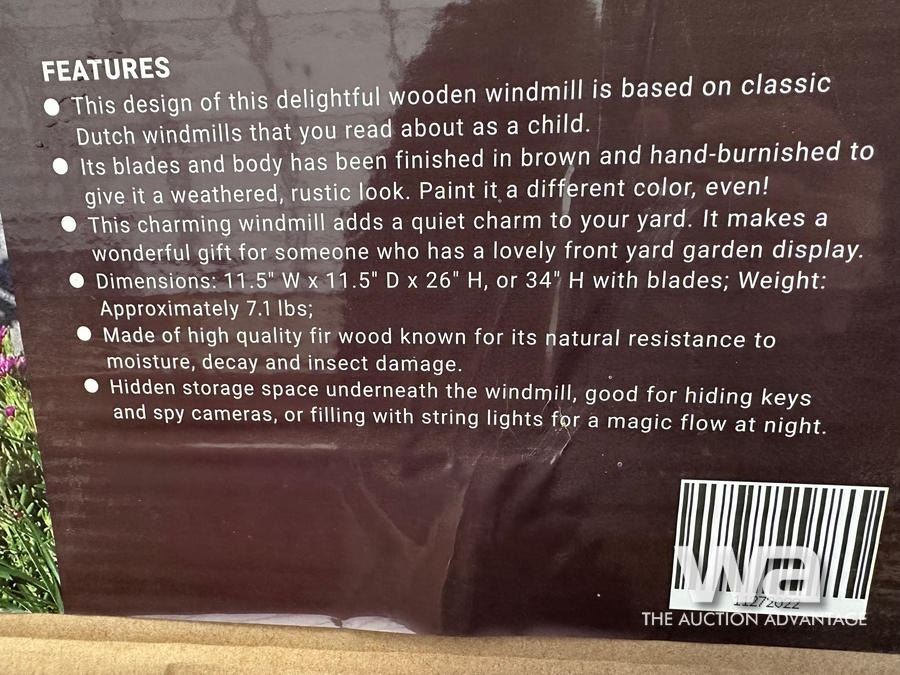 FEATURES
● This design of this delightful wooden windmill is based on classic
Dutch windmills that you read about as a child.
● Its blades and body has been finished in brown and hand-burnished to
give it a weathered, rustic look. Paint it a different color, even!
● This charming windmill adds a quiet charm to your yard. It makes a
wonderful gift for someone who has a lovely front yard garden display.
● Dimensions: 11.5" W x 11.5" D x 26" H, or 34" H with blades; Weight:
Approximately 7.1 lbs;
● Made of high quality fir wood known for its natural resistance to
moisture, decay and insect damage.
● Hidden storage space underneath the windmill, good for hiding keys
and spy cameras, or filling with string lights for a magic flow at night.
wa
11272022
THE AUCTION ADVANTAGE